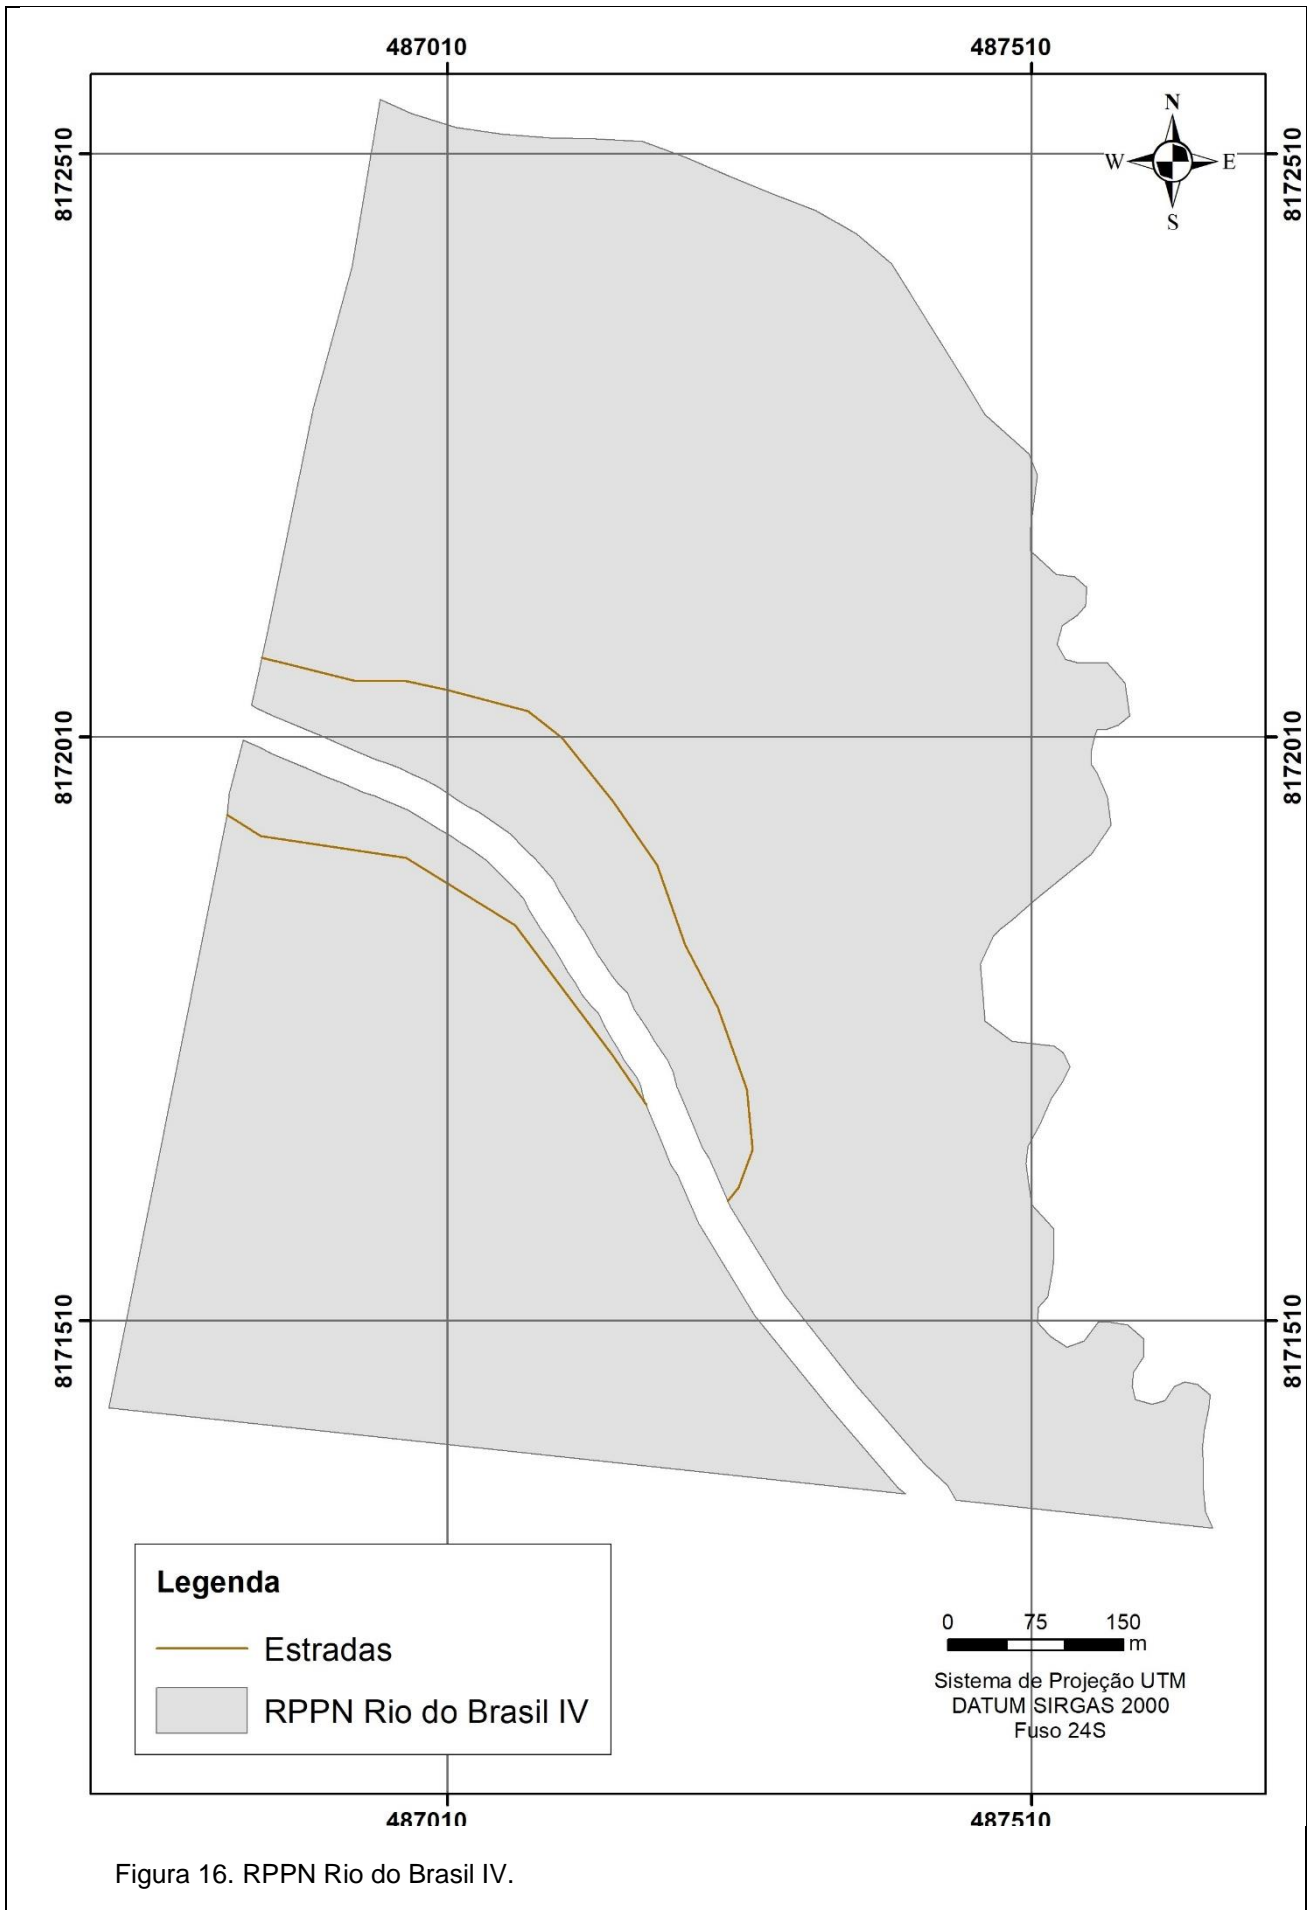 487010
487510
N
8172510
W
E
8172510
S
8172010
8172010
8171510
8171510
Legenda
Estradas
RPPN Rio do Brasil IV
0 75 150
m
Sistema de Projeção UTM
DATUM SIRGAS 2000
Fuso 24S
487010
487510
Figura 16. RPPN Rio do Brasil IV.